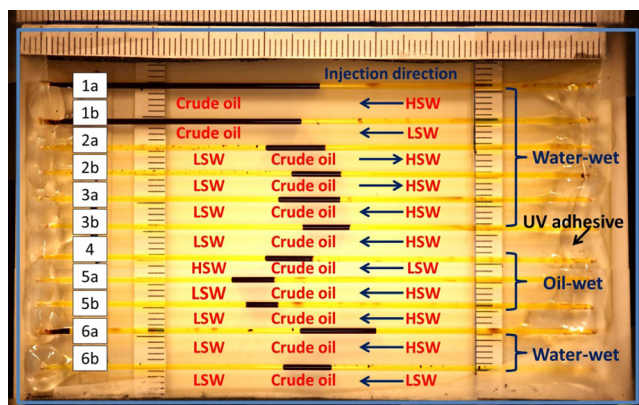 Injection direction
1a
Crude oil ← HSW
1b
Crude oil ← LSW
2a
LSW Crude oil → HSW
2b
LSW Crude oil → HSW
3a
LSW Crude oil ← HSW
3b
LSW Crude oil ← HSW
4
HSW Crude oil ← LSW
5a
LSW Crude oil ← HSW
5b
LSW Crude oil ← HSW
6a
LSW Crude oil ← HSW
6b
LSW Crude oil ← LSW
Water-wet
UV adhesive
Oil-wet
Water-wet